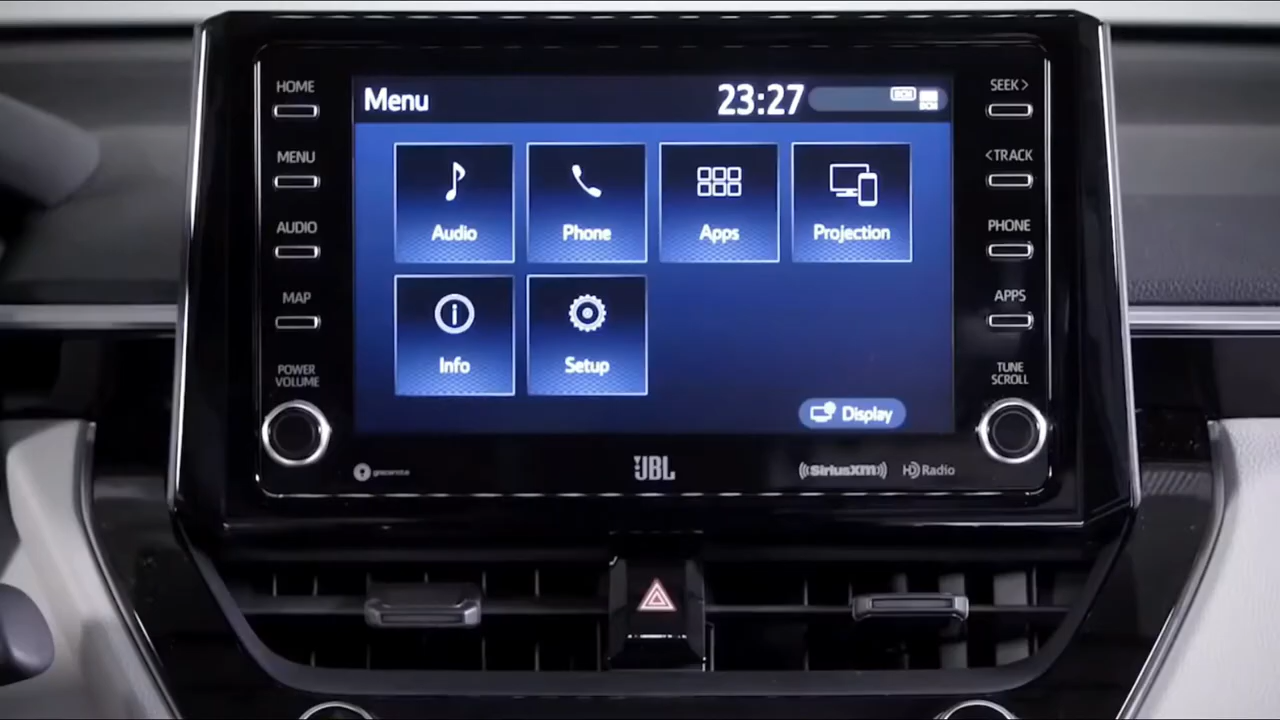 HOME
MENU
AUDIO
MAP
POWER
VOLUME
Menu
23:27
Audio
Phone
Apps
Projection
Info
Setup
Display
SEEK>
<TRACK
PHONE
APPS
TUNE
SCROLL
gracenote
JBL
SiriusXM
HD Radio